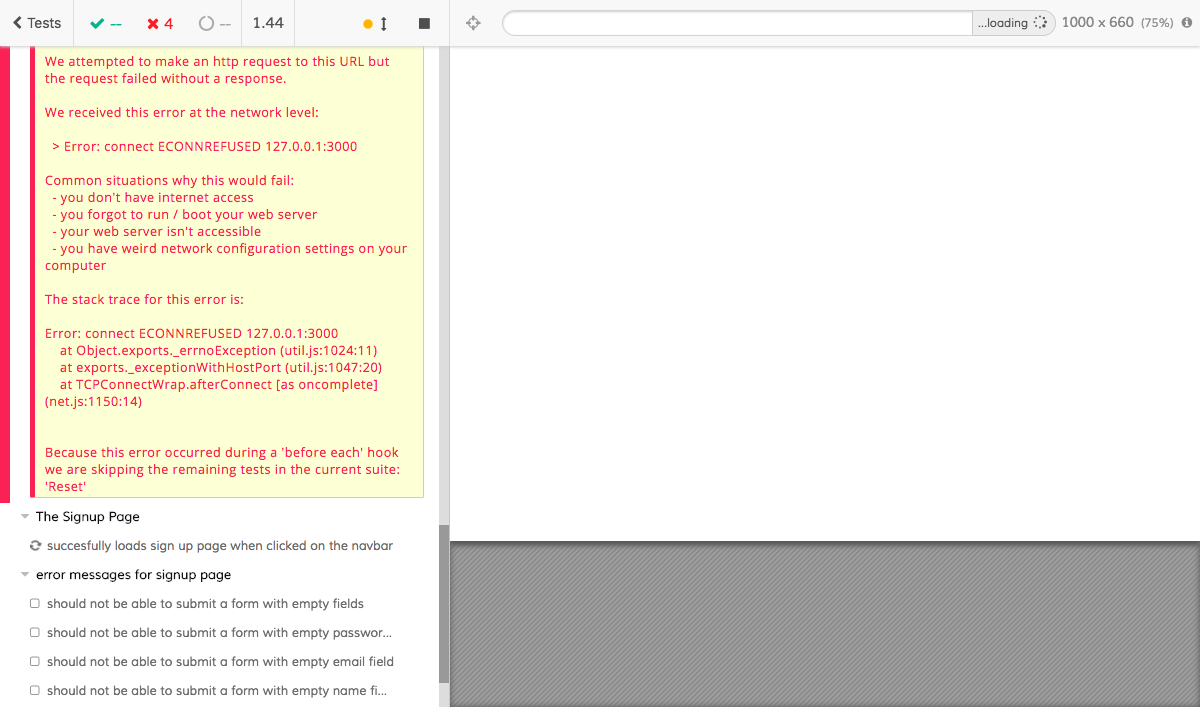 Tests -- 4 -- 1.44 ...loading 1000 x 660 (75%)
We attempted to make an http request to this URL but
the request failed without a response.
We received this error at the network level:
> Error: connect ECONNREFUSED 127.0.0.1:3000
Common situations why this would fail:
- you don't have internet access
- you forgot to run / boot your web server
- your web server isn't accessible
- you have weird network configuration settings on your
computer
The stack trace for this error is:
Error: connect ECONNREFUSED 127.0.0.1:3000
at Object.exports._errnoException (util.js:1024:11)
at exports._exceptionWithHostPort (util.js:1047:20)
at TCPConnectWrap.afterConnect [as oncomplete]
(net.js:1150:14)
Because this error occurred during a 'before each' hook
we are skipping the remaining tests in the current suite:
'Reset'
The Signup Page
succesfully loads sign up page when clicked on the navbar
error messages for signup page
should not be able to submit a form with empty fields
should not be able to submit a form with empty passwor...
should not be able to submit a form with empty email field
should not be able to submit a form with empty name fi...